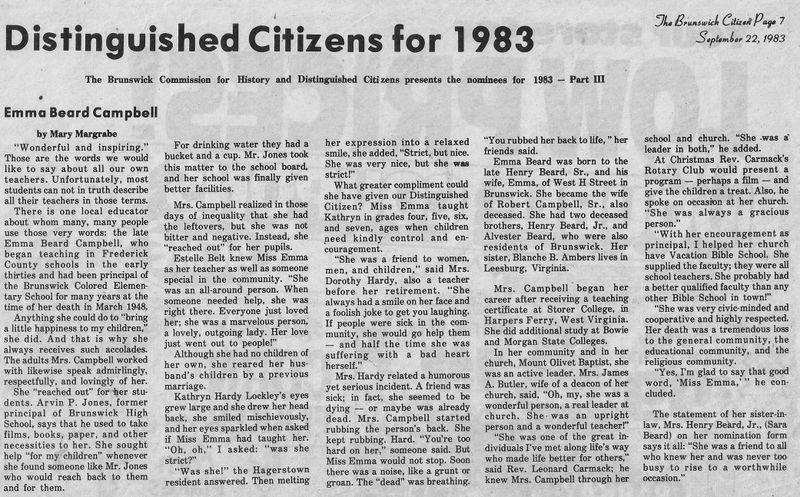 The Brunswick Citizen Page 7
September 22, 1983
Distinguished Citizens for 1983
The Brunswick Commission for History and Distinguished Citizens presents the nominees for 1983 — Part III
Emma Beard Campbell
by Mary Margrabe
"Wonderful and inspiring."
Those are the words we would
like to say about all our own
teachers. Unfortunately, most
students can not in truth describe
all their teachers in those terms.
There is one local educator
about whom many, many people
use those very words: the late
Emma Beard Campbell, who
began teaching in Frederick
County schools in the early
thirties and had been principal of
the Brunswick Colored Elemen-
tary School for many years at the
time of her death in March 1948.
Anything she could do to "bring
a little happiness to my children,"
she did. And that is why she
always receives such accolades.
The adults Mrs. Campbell worked
with likewise speak admirlingly,
respectfully, and lovingly of her.
She "reached out" for her stu-
dents. Arvin P. Jones, former
principal of Brunswick High
School, says that he used to take
films, books, paper, and other
necessities to her. She sought
help "for my children" whenever
she found someone like Mr. Jones
who would reach back to them
and for them.
For drinking water they had a
bucket and a cup. Mr. Jones took
this matter to the school board,
and her school was finally given
better facilities.
Mrs. Campbell realized in those
days of inequality that she had
the leftovers, but she was not
bitter and negative. Instead, she
"reached out" for her pupils.
Estelle Belt knew Miss Emma
as her teacher as well as someone
special in the community. "She
was an all-around person. When
someone needed help, she was
right there. Everyone just loved
her; she was a marvelous person,
a lovely, outgoing lady. Her love
just went out to people!"
Although she had no children of
her own, she reared her hus-
band's children by a previous
marriage.
Kathryn Hardy Lockley's eyes
grew large and she drew her head
back, she smiled mischievously,
and her eyes sparkled when asked
if Miss Emma had taught her.
"Oh, oh," I asked: "was she
strict?"
"Was she!" the Hagerstown
resident answered. Then melting
her expression into a relaxed
smile, she added, "Strict, but nice.
She was very nice, but she was
strict!"
What greater compliment could
she have given our Distinguished
Citizen? Miss Emma taught
Kathryn in grades four, five, six,
and seven, ages when children
need kindly control and en-
couragement.
"She was a friend to women,
men, and children," said Mrs.
Dorothy Hardy, also a teacher
before her retirement. "She
always had a smile on her face and
a foolish joke to get you laughing.
If people were sick in the com-
munity, she would go help them
— and half the time she was
suffering with a bad heart
herself."
Mrs. Hardy related a humorous
yet serious incident. A friend was
sick; in fact, she seemed to be
dying — or maybe was already
dead. Mrs. Campbell started
rubbing the person's back. She
kept rubbing. Hard. "You're too
hard on her," someone said. But
Miss Emma would not stop. Soon
there was a noise, like a grunt or
groan. The "dead" was breathing.
"You rubbed her back to life," her
friends said.
Emma Beard was born to the
late Henry Beard, Sr., and his
wife, Emma, of West H Street in
Brunswick. She became the wife
of Robert Campbell, Sr., also
deceased. She had two deceased
brothers, Henry Beard, Jr., and
Alvester Beard, who were also
residents of Brunswick. Her
sister, Blanche B. Ambers lives in
Leesburg, Virginia.
Mrs. Campbell began her
career after receiving a teaching
certificate at Storer College, in
Harpers Ferry, West Virginia.
She did additional study at Bowie
and Morgan State Colleges.
In her community and in her
church, Mount Olivet Baptist, she
was an active leader. Mrs. James
A. Butler, wife of a deacon of her
church, said, "Oh, my, she was a
wonderful person, a real leader at
church. She was an upright
person and a wonderful teacher!"
"She was one of the great in-
dividuals I've met along life's way
who made life better for others,"
said Rev. Leonard Carmack; he
knew Mrs. Campbell through her
school and church. "She was a
leader in both," he added.
At Christmas Rev. Carmack's
Rotary Club would present a
program — perhaps a film — and
give the children a treat. Also, he
spoke on occasion at her church.
"She was always a gracious
person."
"With her encouragement as
principal, I helped her church
have Vacation Bible School. She
supplied the faculty; they were all
school teachers. She probably had
a better qualified faculty than any
other Bible School in town!"
"She was very civic-minded and
cooperative and highly respected.
Her death was a tremendous loss
to the general community, the
educational community, and the
religious community.
"Yes, I'm glad to say that good
word, 'Miss Emma,' " he con-
cluded.
The statement of her sister-in-
law, Mrs. Henry Beard, Jr., (Sara
Beard) on her nomination form
says it all: "She was a friend to all
who knew her and was never too
busy to rise to a worthwhile
occasion."